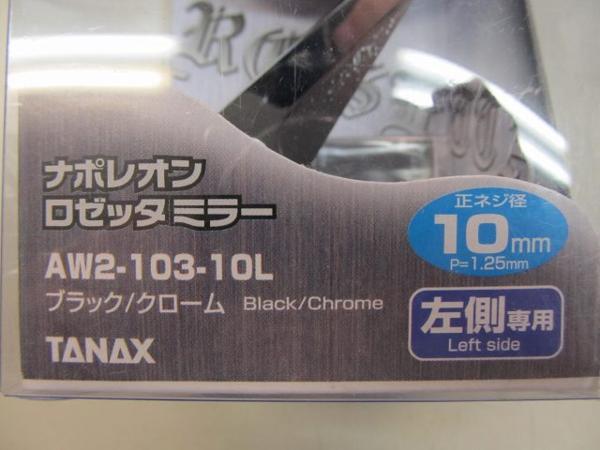 ナポレオン
ロゼッタミラー
AW2-103-10L
ブラック/クローム Black/Chrome
TANAX
正ネジ径
10mm
P=1.25mm
左側専用
Left side